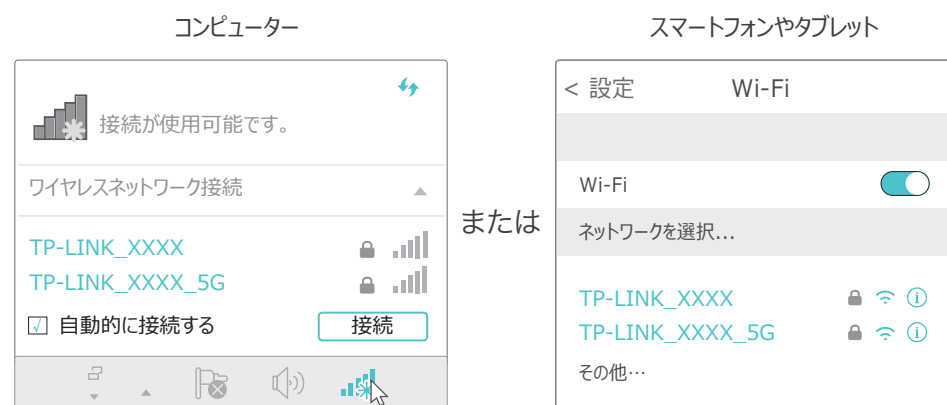 コンピューター
接続が使用可能です。
ワイヤレスネットワーク接続
TP-LINK_XXXX
TP-LINK_XXXX_5G
自動的に接続する
接続
または
スマートフォンやタブレット
< 設定 Wi-Fi
Wi-Fi
ネットワークを選択...
TP-LINK_XXXX
TP-LINK_XXXX_5G
その他…